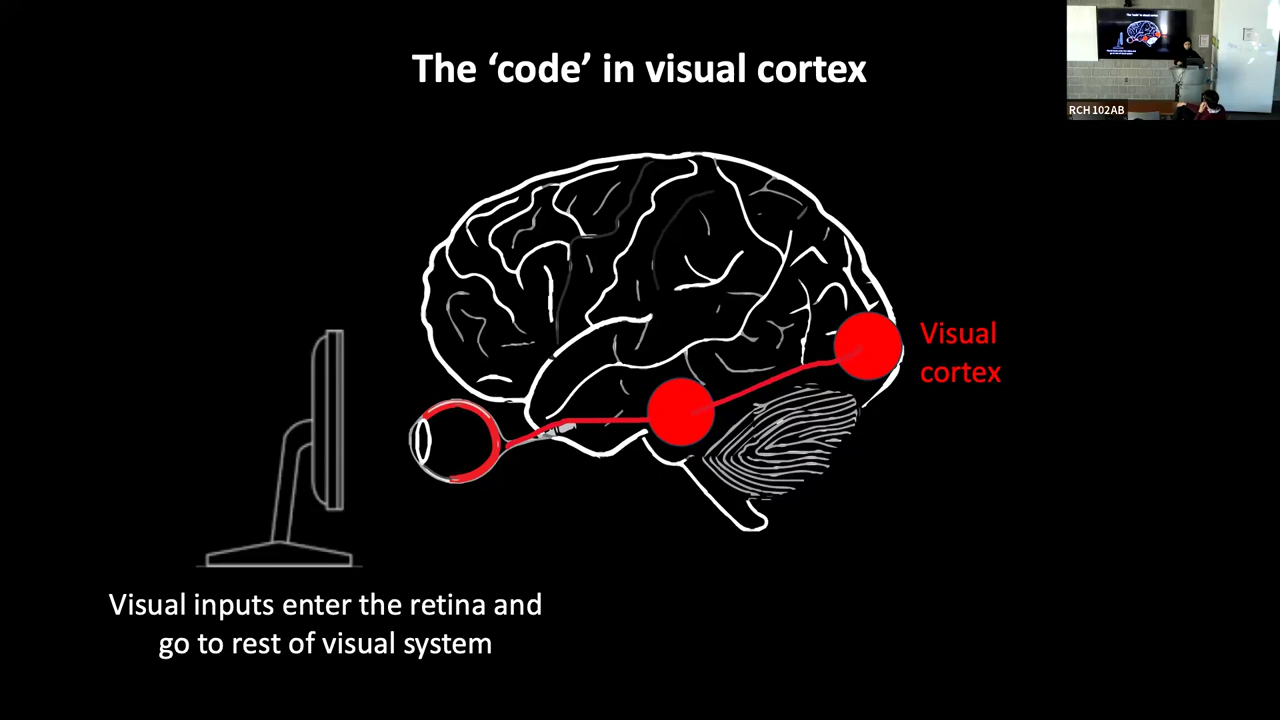 The ‘code’ in visual cortex
RCH 102AB
Visual
cortex
Visual inputs enter the retina and
go to rest of visual system